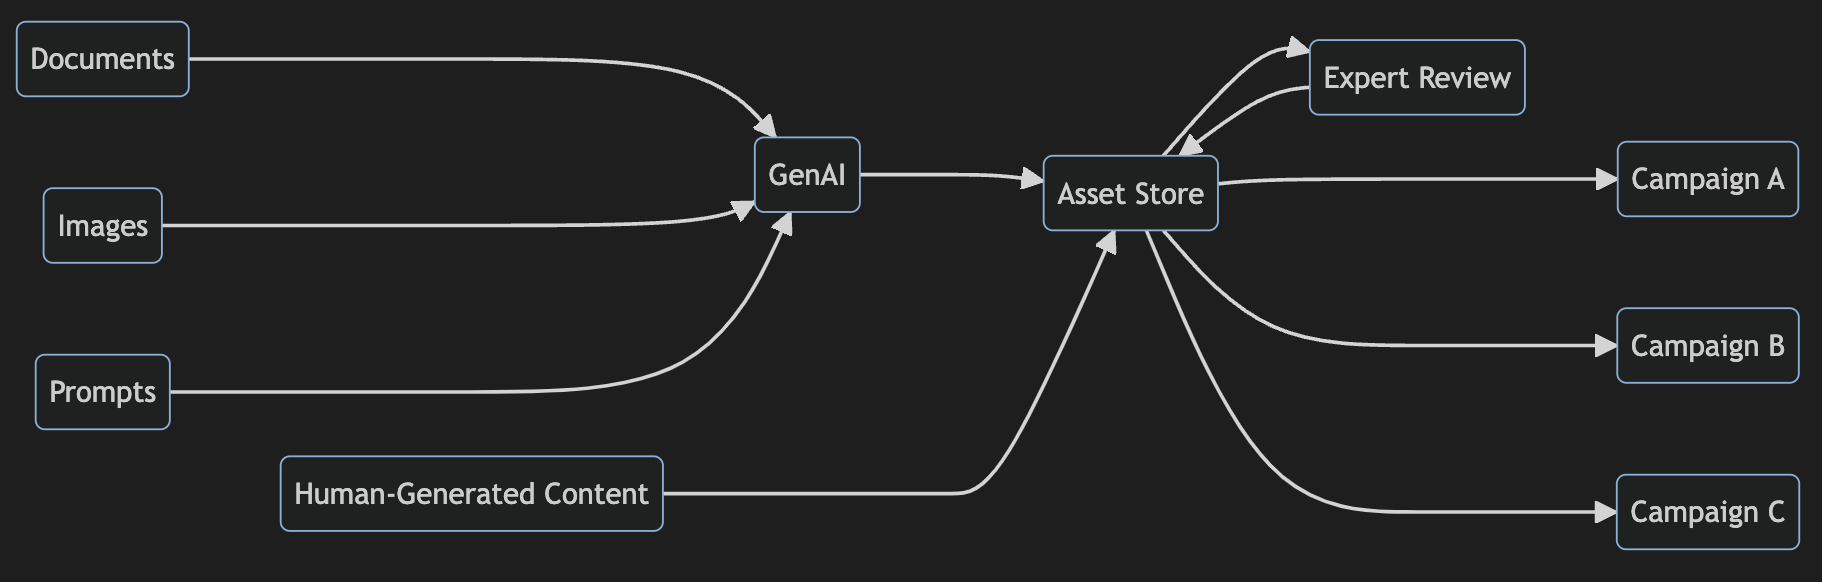 Documents
Images
Prompts
Human-Generated Content
GenAI
Asset Store
Expert Review
Campaign A
Campaign B
Campaign C